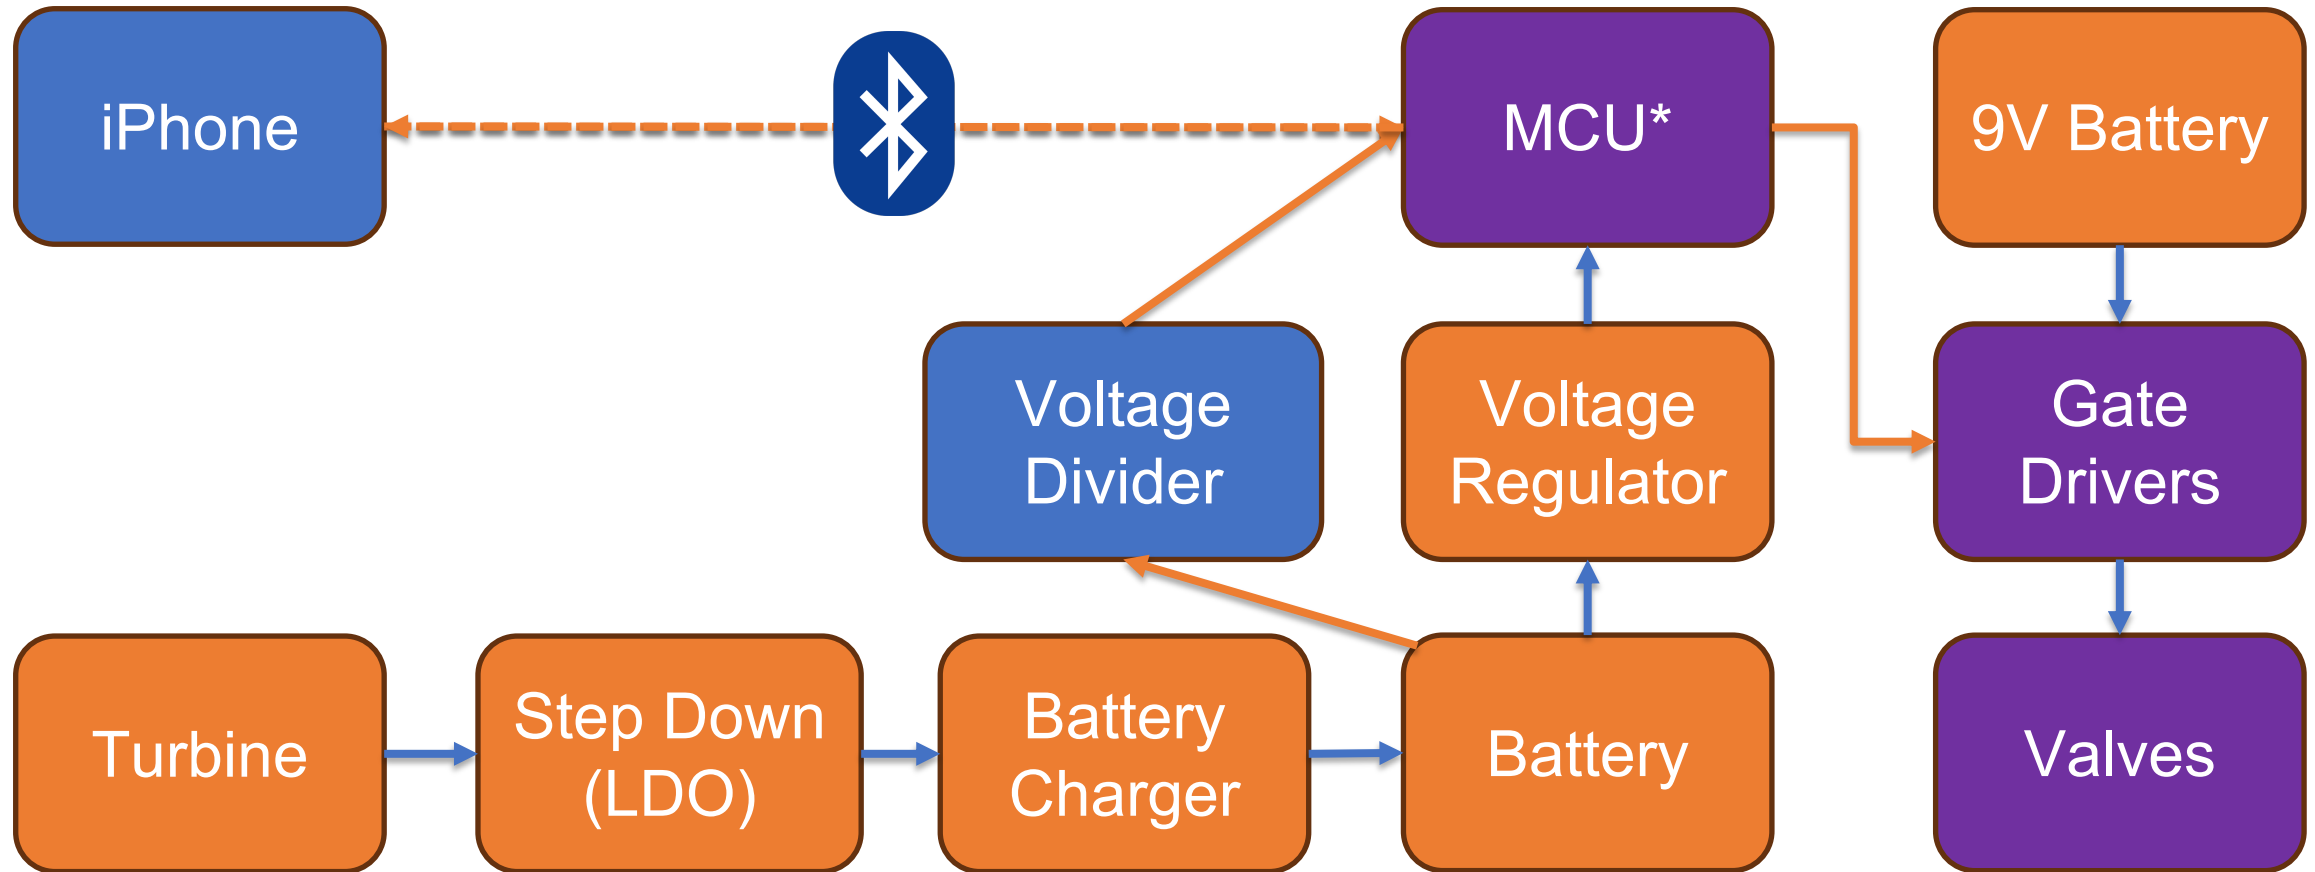 iPhone
MCU*
9V Battery
Voltage
Divider
Voltage
Regulator
Gate
Drivers
Turbine
Step Down
(LDO)
Battery
Charger
Battery
Valves